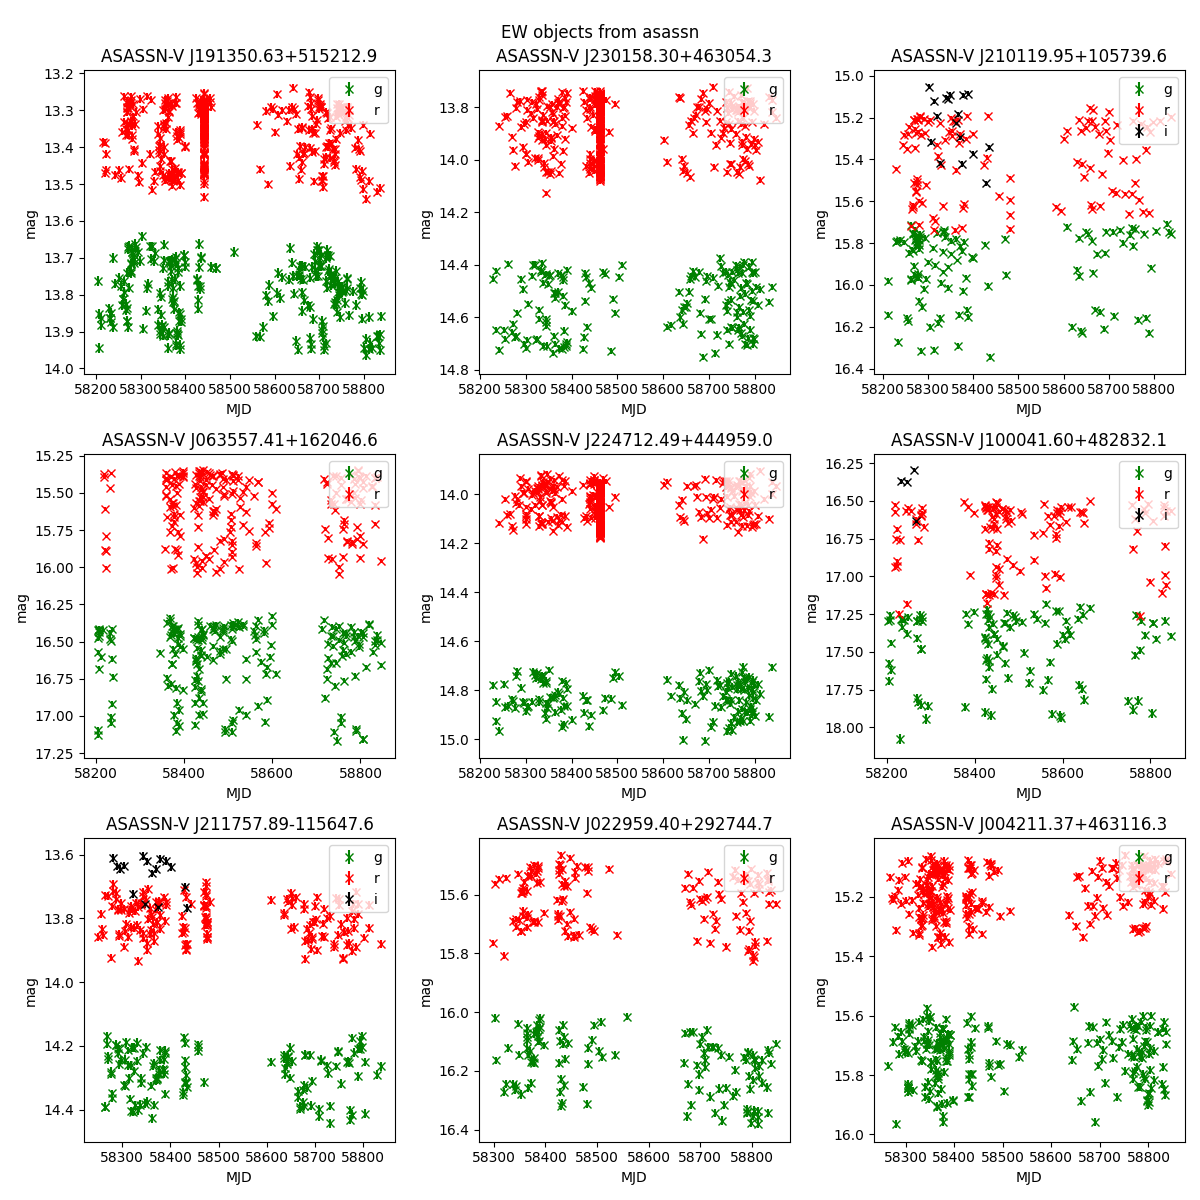 EW objects from asassn
ASASSN-V J191350.63+515212.9
13.2
13.3
13.4
13.5
13.6
13.7
13.8
13.9
14.0
mag
58200 58300 58400 58500 58600 58700 58800
MJD
g
r
ASASSN-V J230158.30+463054.3
13.8
14.0
14.2
14.4
14.6
14.8
mag
58200 58300 58400 58500 58600 58700 58800
MJD
g
r
ASASSN-V J210119.95+105739.6
15.0
15.2
15.4
15.6
15.8
16.0
16.2
16.4
mag
58200 58300 58400 58500 58600 58700 58800
MJD
g
r
i
ASASSN-V J063557.41+162046.6
15.25
15.50
15.75
16.00
16.25
16.50
16.75
17.00
17.25
mag
58200 58400 58600 58800
MJD
g
r
ASASSN-V J224712.49+444959.0
14.0
14.2
14.4
14.6
14.8
15.0
mag
58200 58300 58400 58500 58600 58700 58800
MJD
g
r
ASASSN-V J100041.60+482832.1
16.25
16.50
16.75
17.00
17.25
17.50
17.75
18.00
mag
58200 58400 58600 58800
MJD
g
r
i
ASASSN-V J211757.89-115647.6
13.6
13.8
14.0
14.2
14.4
mag
58300 58400 58500 58600 58700 58800
MJD
g
r
i
ASASSN-V J022959.40+292744.7
15.6
15.8
16.0
16.2
16.4
mag
58300 58400 58500 58600 58700 58800
MJD
g
r
ASASSN-V J004211.37+463116.3
15.2
15.4
15.6
15.8
16.0
mag
58300 58400 58500 58600 58700 58800
MJD
g
r